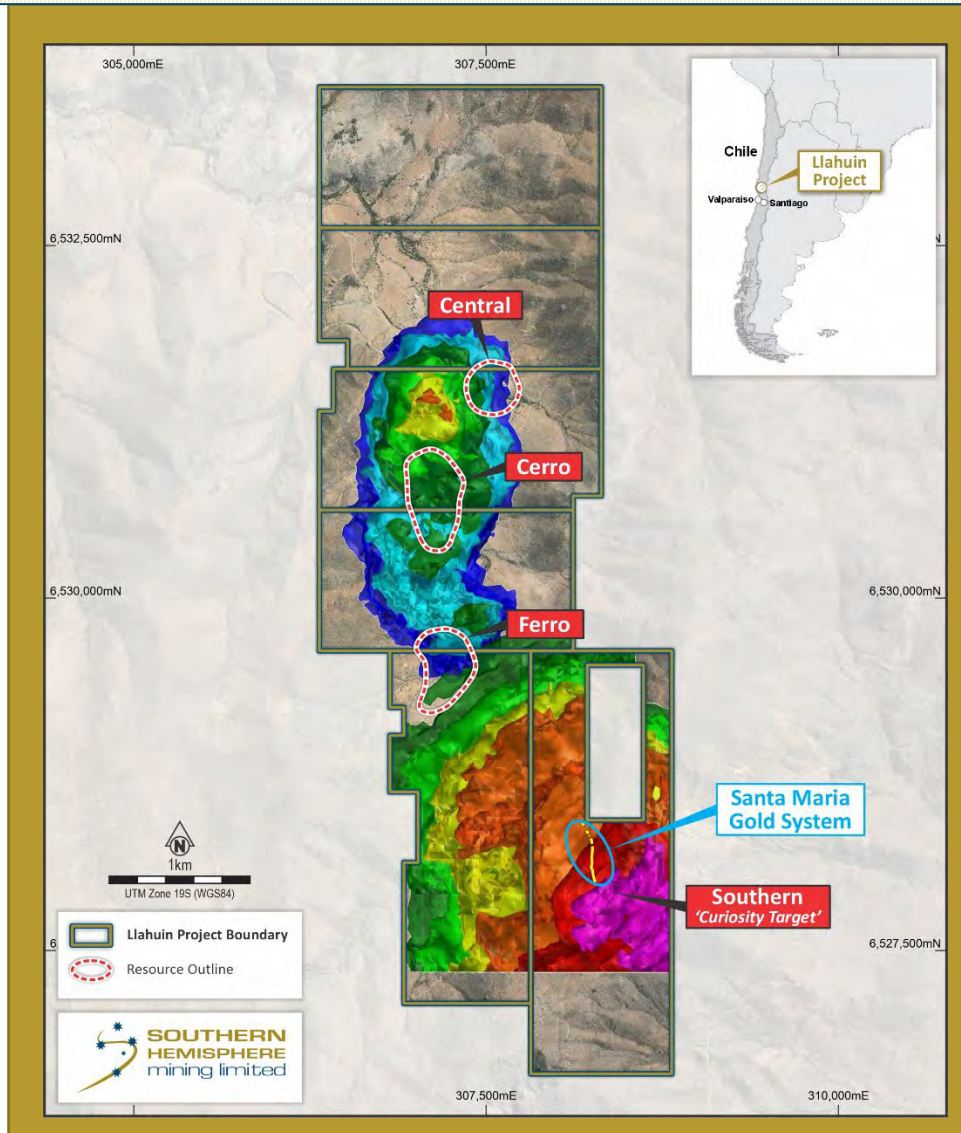 305,000mE
307,500mE
Chile
Llahuin
Project
Valparaiso
Santiago
6,532,500mN
Central
Cerro
6,530,000mN
6,530,000mN
Ferro
Santa Maria
Gold System
N
1km
UTM Zone 19S (WGS84)
Southern
'Curiosity Target'
Llahuin Project Boundary
Resource Outline
6,527,500mN
SOUTHERN
HEMISPHERE
mining limited
307,500mE
310,000mE